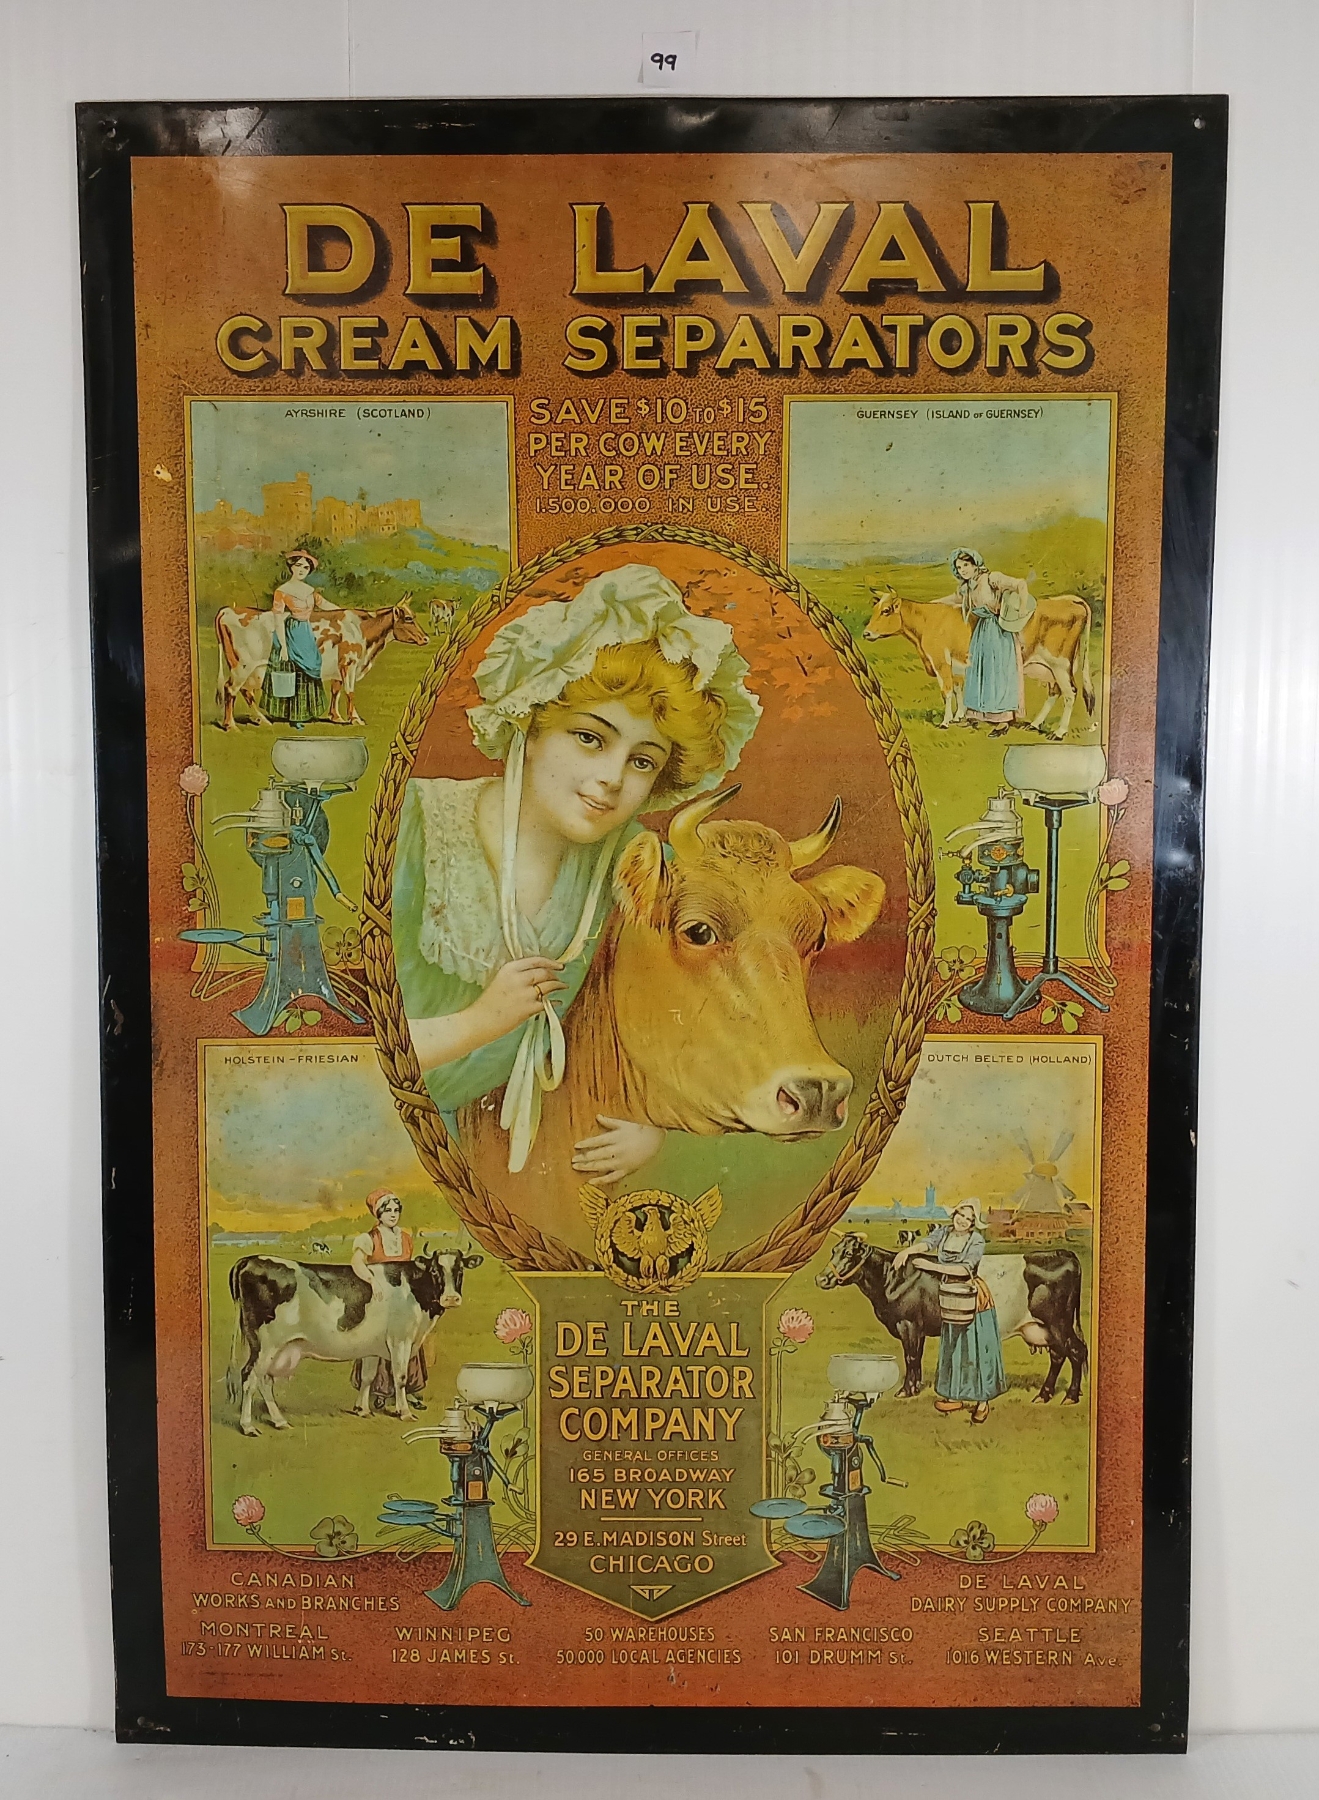 99
DE LAVAL
CREAM SEPARATORS
AYRSHIRE (SCOTLAND)
SAVE $10 TO $15
PER COW EVERY
YEAR OF USE.
1.500.000 IN USE.
GUERNSEY (ISLAND OF GUERNSEY)
HOLSTEIN-FRIESIAN
DUTCH BELTED (HOLLAND)
THE
DE LAVAL
SEPARATOR
COMPANY
GENERAL OFFICES
165 BROADWAY
NEW YORK
29 E. MADISON Street
CHICAGO
CANADIAN
WORKS AND BRANCHES
MONTREAL
173-177 WILLIAM St.
WINNIPEG
128 JAMES St.
50 WAREHOUSES
50,000 LOCAL AGENCIES
DE LAVAL
DAIRY SUPPLY COMPANY
SAN FRANCISCO
101 DRUMM St.
SEATTLE
1016 WESTERN Ave.